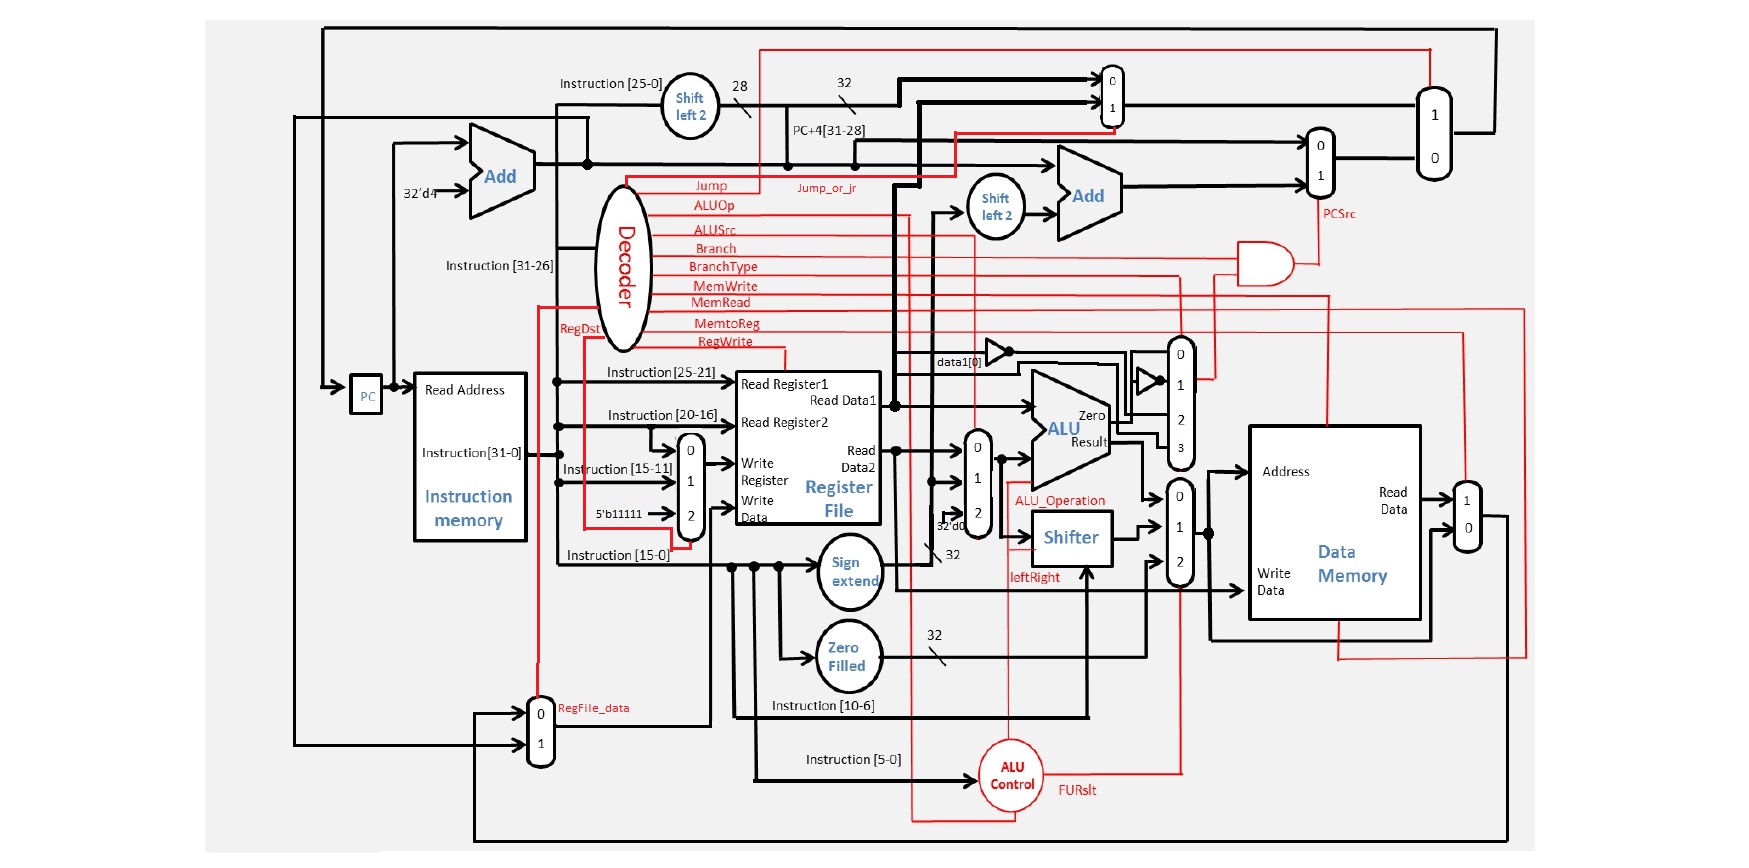 Instruction [25-0]
Shift
left 2
28
32
0
1
PC+4[31-28]
1
0
0
1
Add
32'd4
Shift
left 2
Add
Jump
Jump_or_jr
ALUOp
PCSrc
ALUSrc
Branch
BranchType
MemWrite
MemRead
MemtoReg
RegWrite
Decoder
Instruction [31-26]
RegDst
PC
Read Address
Instruction[31-0]
Instruction
memory
Instruction [25-21]
Instruction [20-16]
Instruction [15-11]
5'b11111
Instruction [15-0]
0
1
2
Read Register1
Read Data1
Read Register2
Read
Data2
Write
Register
Write
Data
Register
File
data1[0]
0
1
2
32'd0
32
Zero
ALU
Result
ALU_Operation
Shifter
leftRight
0
1
2
3
0
1
2
Address
Read
Data
Data
Memory
Write
Data
1
0
Sign
extend
Zero
Filled
32
Instruction [10-6]
0
1
RegFile_data
Instruction [5-0]
ALU
Control
FURslt